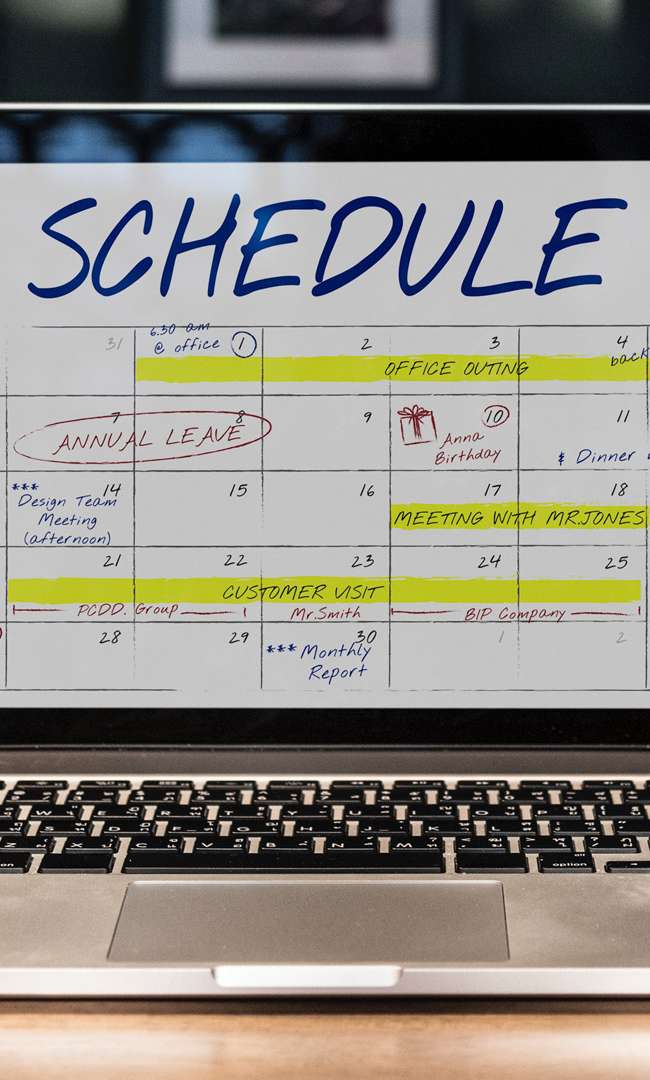 SCHEDULE
31
6.30 am
@ office 1
2
3
4
OFFICE OUTING
back
7
8
9
10
11
ANNUAL LEAVE
Anna
Birthday
& Dinner
*** 14
Design Team
Meeting
(afternoon)
15
16
17
18
MEETING WITH MR.JONES
21
22
23
24
25
CUSTOMER VISIT
PCDD. Group
Mr.Smith
BIP Company
28
29
30
1
2
*** Monthly
Report
W E
D F G H J K L
X C V B N M
option